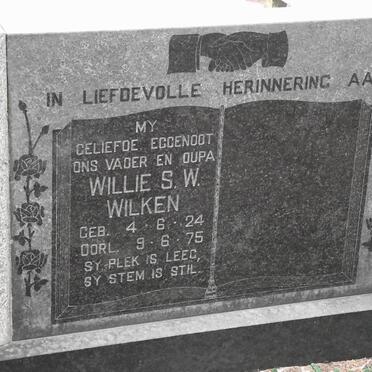 IN LIEFDEVOLLE HERINNERING AA
MY
GELIEFDE EGGENOOT
ONS VADER EN OUPA
WILLIE S. W.
WILKEN
GEB. 4 · 6 · 24
OORL. 9 · 6 · 75
SY PLEK IS LEEG,
SY STEM IS STIL.